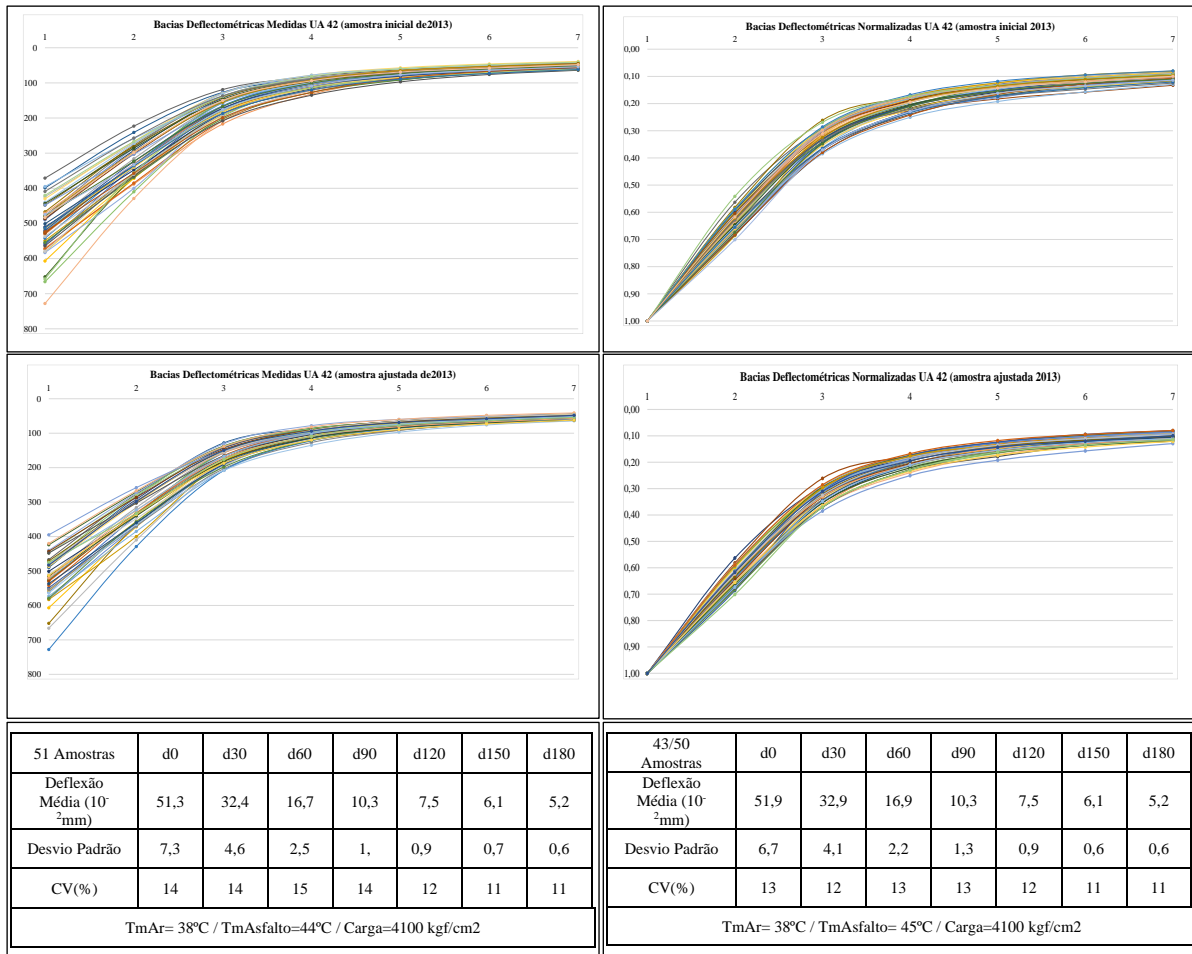 Bacias Deflectométricas Medidas UA 42 (amostra inicial de2013)
1 2 3 4 5 6 7
0
100
200
300
400
500
600
700
800
Bacias Deflectométricas Normalizadas UA 42 (amostra inicial 2013)
1 2 3 4 5 6 7
0,00
0,10
0,20
0,30
0,40
0,50
0,60
0,70
0,80
0,90
1,00
Bacias Deflectométricas Medidas UA 42 (amostra ajustada de2013)
1 2 3 4 5 6 7
0
100
200
300
400
500
600
700
800
Bacias Deflectométricas Normalizadas UA 42 (amostra ajustada 2013)
1 2 3 4 5 6 7
0,00
0,10
0,20
0,30
0,40
0,50
0,60
0,70
0,80
0,90
1,00
51 Amostras d0 d30 d60 d90 d120 d150 d180
Deflexão
Média (10-
2mm) 51,3 32,4 16,7 10,3 7,5 6,1 5,2
Desvio Padrão 7,3 4,6 2,5 1, 0,9 0,7 0,6
CV(%) 14 14 15 14 12 11 11
TmAr= 38ºC / TmAsfalto=44ºC / Carga=4100 kgf/cm2
43/50
Amostras d0 d30 d60 d90 d120 d150 d180
Deflexão
Média (10-
2mm) 51,9 32,9 16,9 10,3 7,5 6,1 5,2
Desvio Padrão 6,7 4,1 2,2 1,3 0,9 0,6 0,6
CV(%) 13 12 13 13 12 11 11
TmAr= 38ºC / TmAsfalto= 45ºC / Carga=4100 kgf/cm2